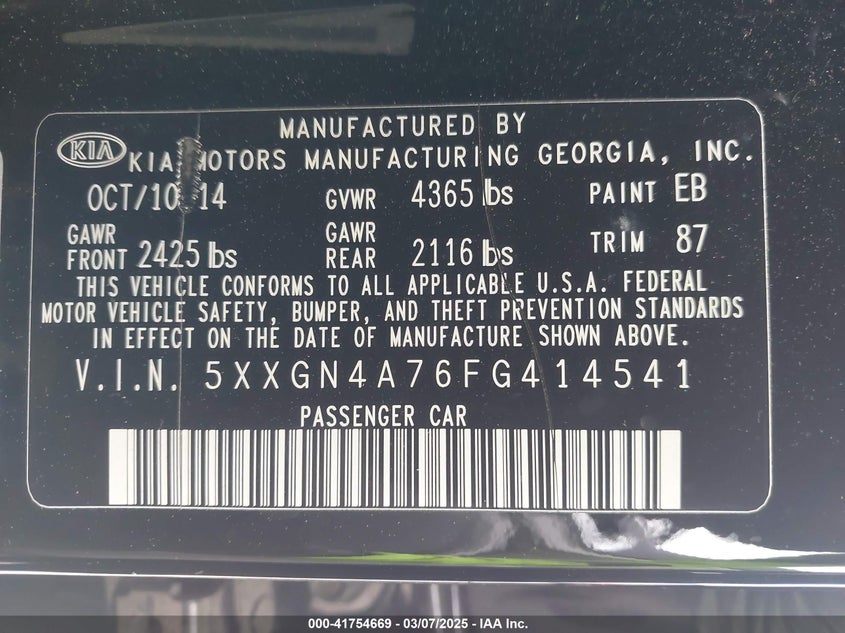 MANUFACTURED BY
KIA KIA MOTORS MANUFACTURING GEORGIA, INC.
OCT/10/14 GVWR 4365 lbs PAINT EB
GAWR FRONT 2425 lbs GAWR REAR 2116 lbs TRIM 87
THIS VEHICLE CONFORMS TO ALL APPLICABLE U.S.A. FEDERAL
MOTOR VEHICLE SAFETY, BUMPER, AND THEFT PREVENTION STANDARDS
IN EFFECT ON THE DATE OF MANUFACTURE SHOWN ABOVE.
V.I.N. 5XXGN4A76FG414541
PASSENGER CAR
000-41754669 — 03/07/2025 — IAA Inc.